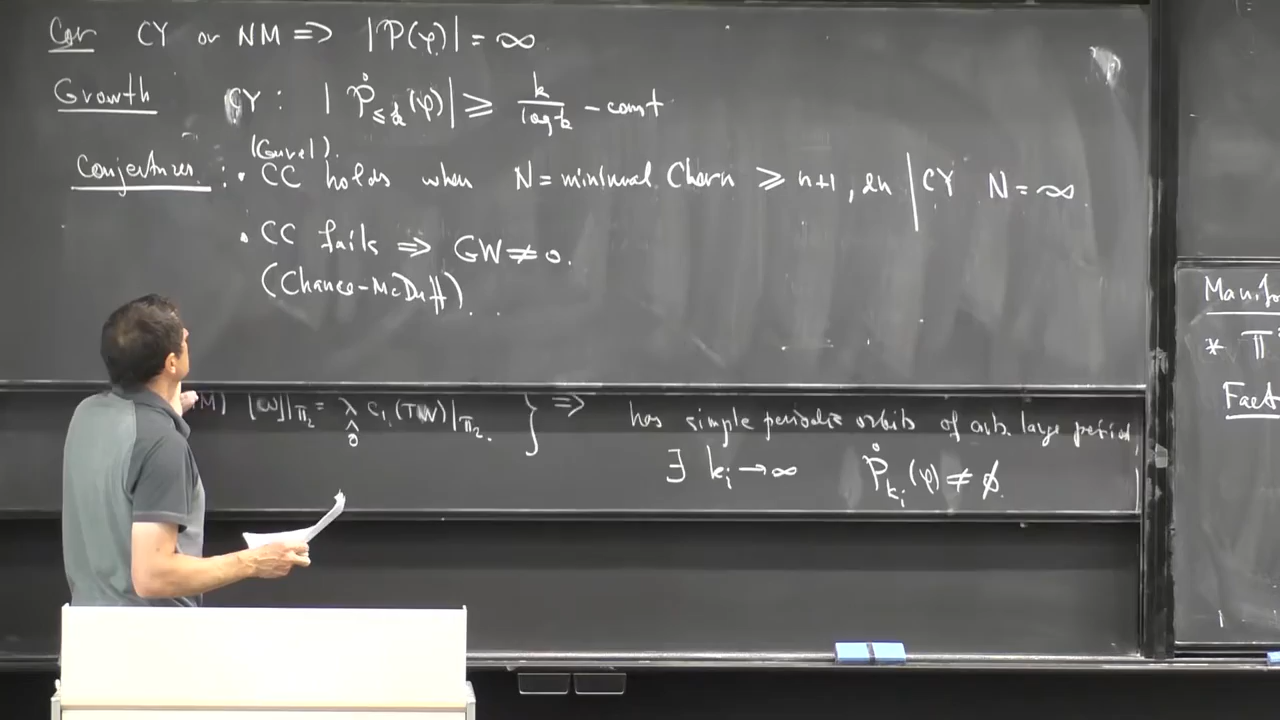 Cor CY or NM => |P(φ)| = ∞
Growth CY: |P̊≤k(φ)| ≥ k/log k - const
(Gurel).
Conjectures: • CC holds when N = minimal Chern ≥ n+1, 2n | CY N = ∞.
• CC fails => GW ≠ 0.
(Chance-McDuff).
M) [ω]|π₂ = λ c₁(TM)|π₂. } => has simple periodic orbits of arb. large period,
λ < 0
∃ kᵢ → ∞ P̊kᵢ(φ) ≠ ∅.
Manif
* Π
Fact